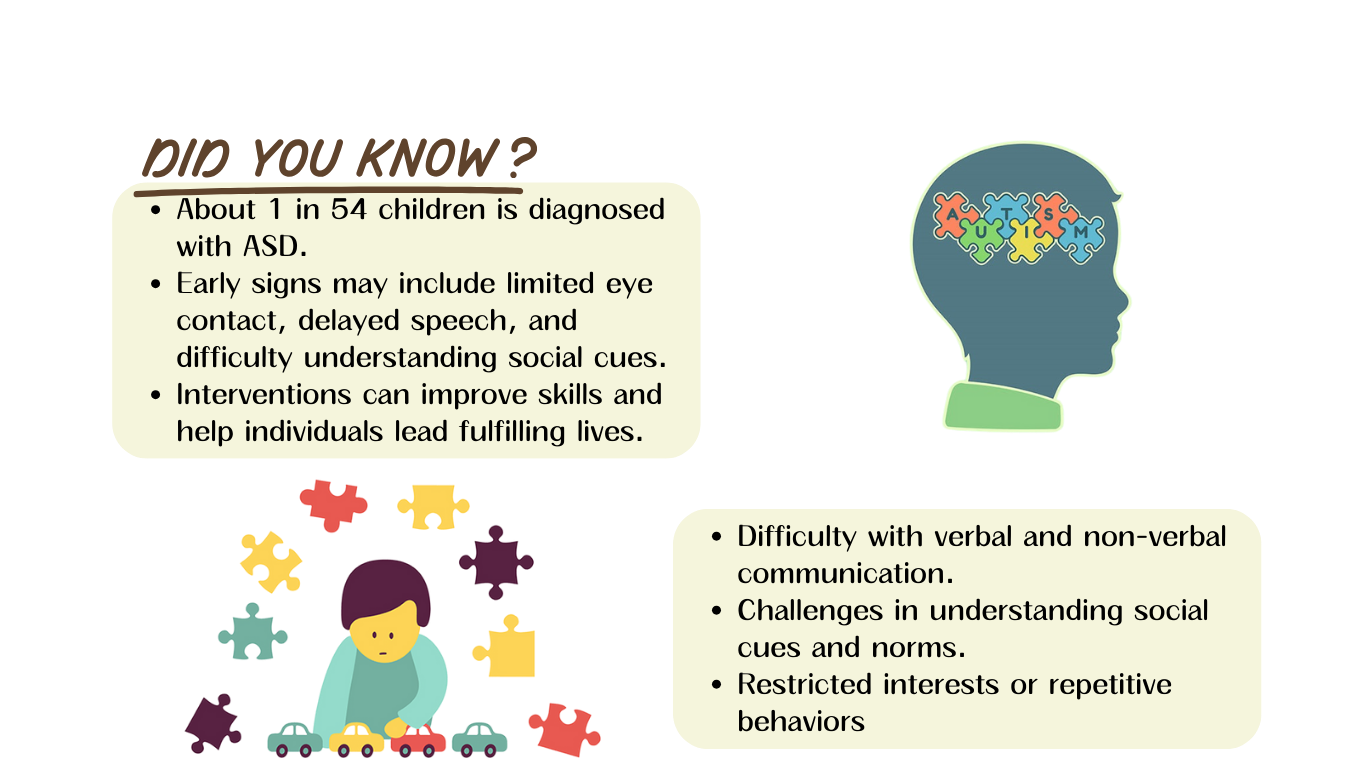 DID YOU KNOW?
• About 1 in 54 children is diagnosed
with ASD.
• Early signs may include limited eye
contact, delayed speech, and
difficulty understanding social cues.
• Interventions can improve skills and
help individuals lead fulfilling lives.
AUTISM
• Difficulty with verbal and non-verbal
communication.
• Challenges in understanding social
cues and norms.
• Restricted interests or repetitive
behaviors